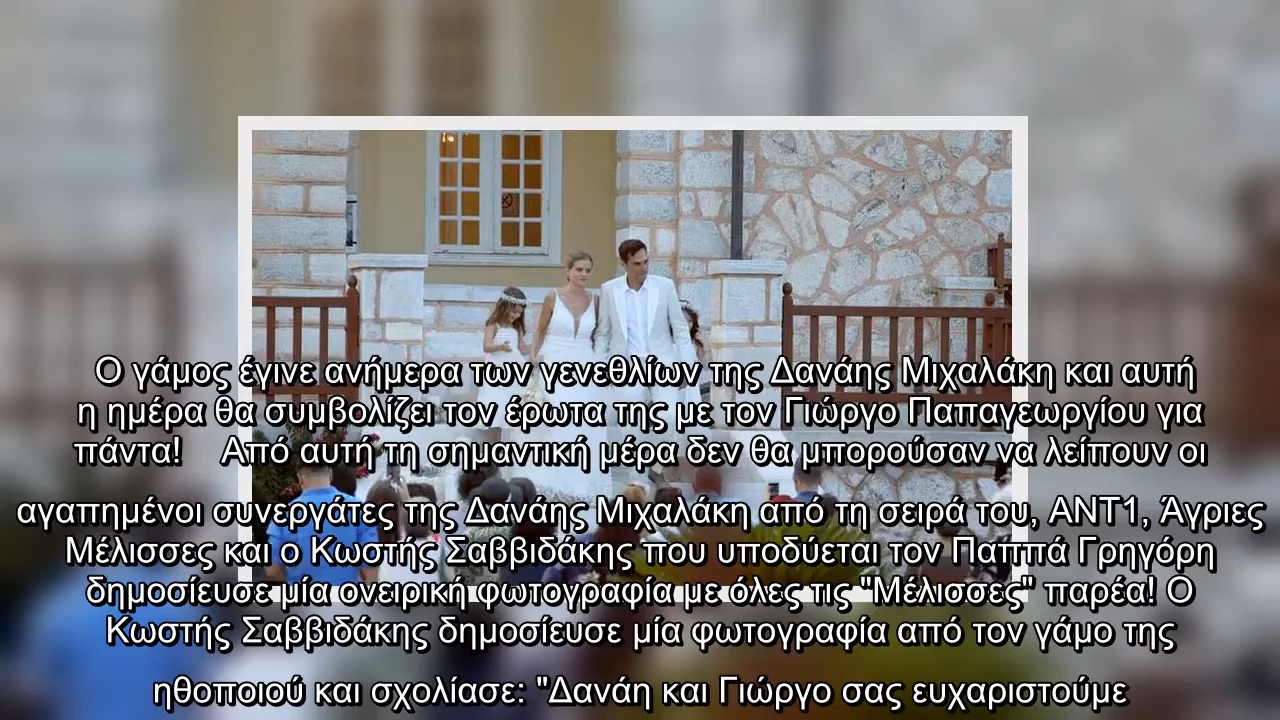 Ο γάμος έγινε ανήμερα των γενεθλίων της Δανάης Μιχαλάκη και αυτή
η ημέρα θα συμβολίζει τον έρωτα της με τον Γιώργο Παπαγεωργίου για
πάντα! Από αυτή τη σημαντική μέρα δεν θα μπορούσαν να λείπουν οι
αγαπημένοι συνεργάτες της Δανάης Μιχαλάκη από τη σειρά του, ΑΝΤ1, Άγριες
Μέλισσες και ο Κωστής Σαββιδάκης που υποδύεται τον Παππά Γρηγόρη
δημοσίευσε μία ονειρική φωτογραφία με όλες τις "Μέλισσες" παρέα! Ο
Κωστής Σαββιδάκης δημοσίευσε μία φωτογραφία από τον γάμο της
ηθοποιού και σχολίασε: "Δανάη και Γιώργο σας ευχαριστούμε